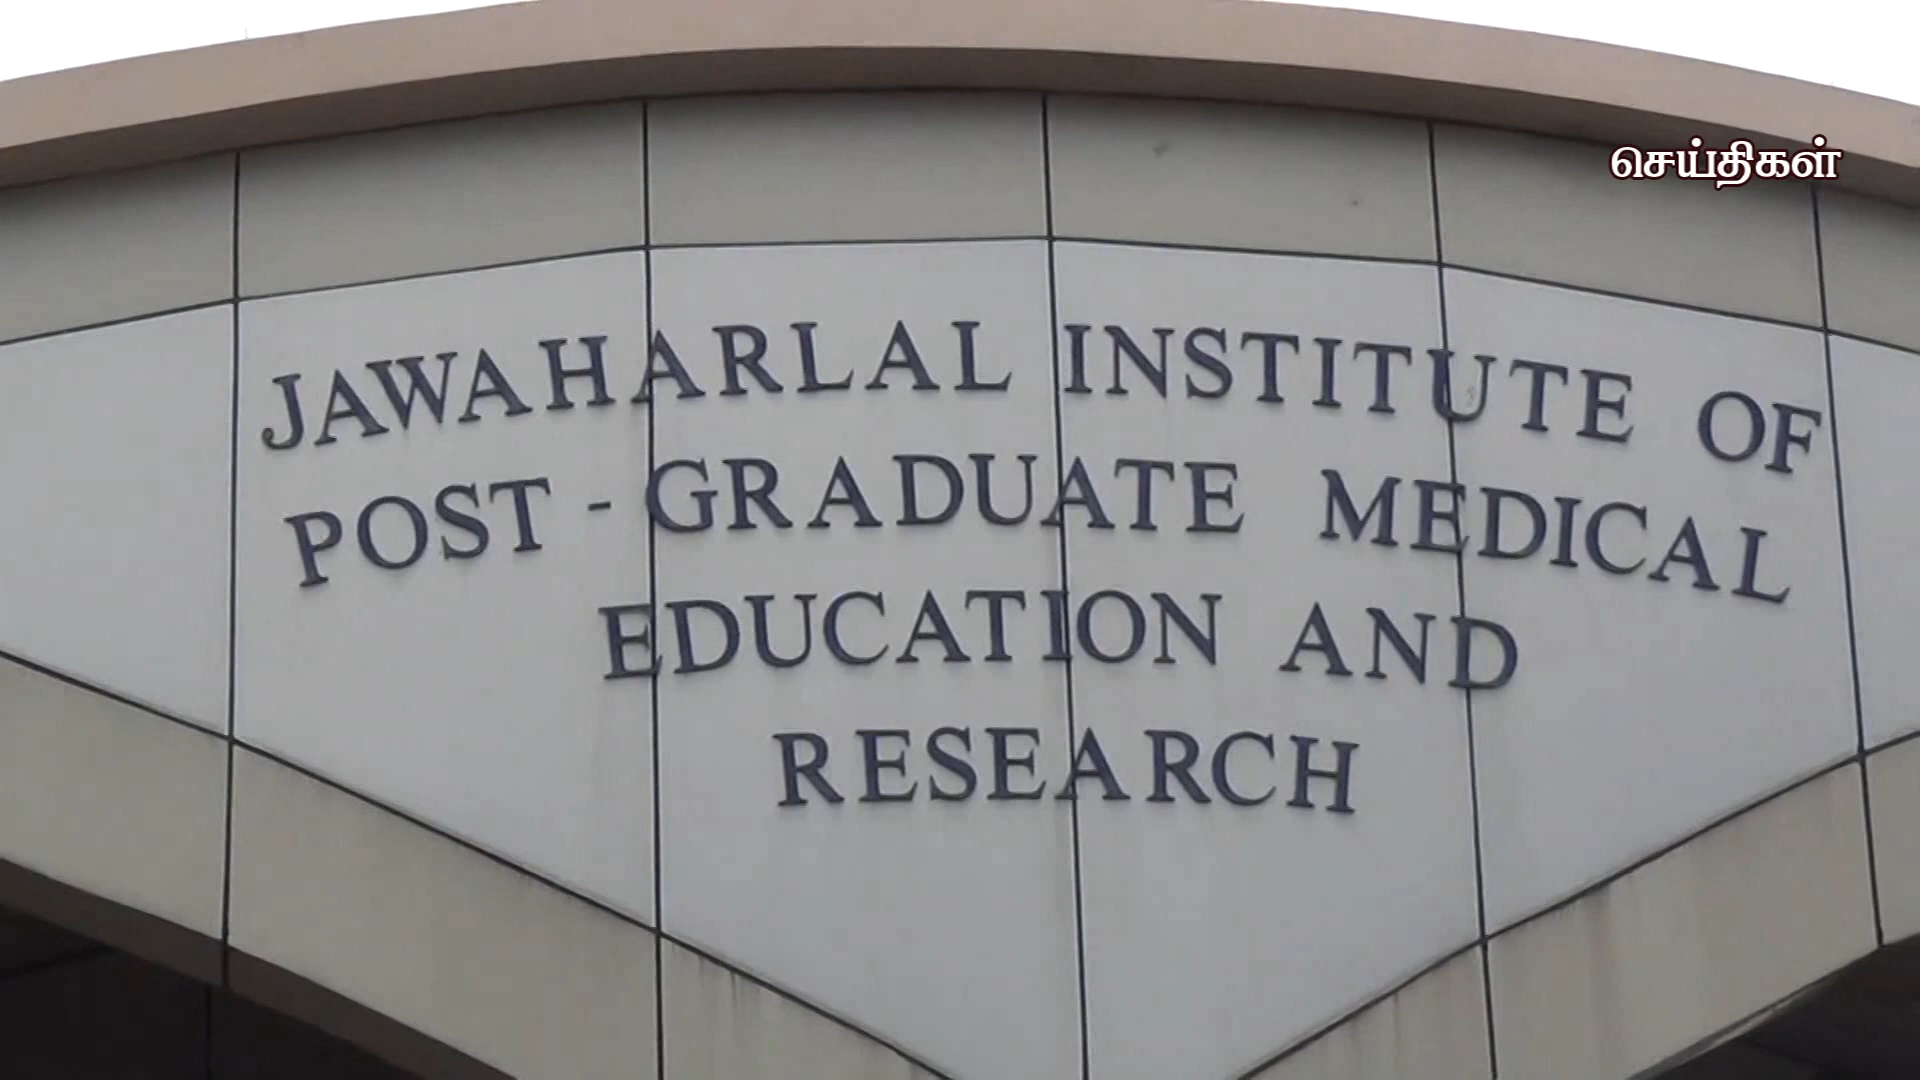 செய்திகள்
JAWAHARLAL INSTITUTE OF
POST - GRADUATE MEDICAL
EDUCATION AND
RESEARCH